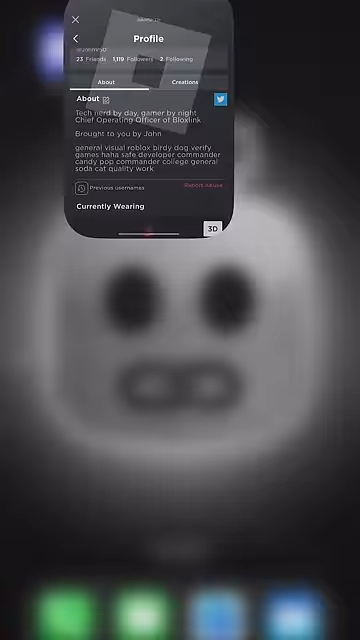 Profile
23 Friends 1,119 Followers 2 Following
About Creations
About
Tech nerd by day, gamer by night
Chief Operating Officer of Bloxlink
Brought to you by John
general visual roblox birdy dog verify
games haha safe developer commander
candy pop commander college general
soda cat quality work
Previous usernames Report Abuse
Currently Wearing
3D